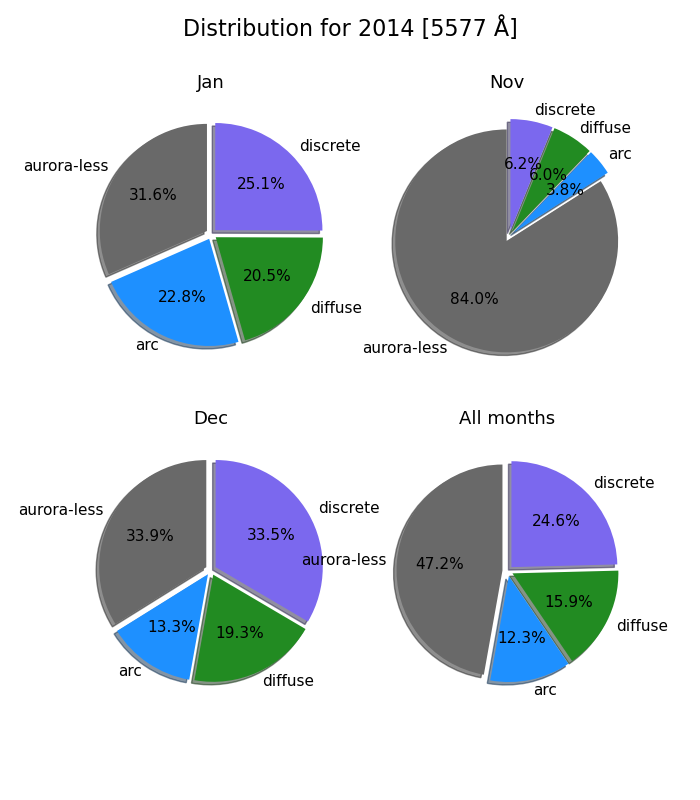 Distribution for 2014 [5577 Å]
Jan
discrete
25.1%
aurora-less
31.6%
20.5%
diffuse
22.8%
arc
Nov
discrete
6.2%
diffuse
6.0%
arc
3.8%
84.0%
aurora-less
Dec
discrete
33.5%
aurora-less
33.9%
13.3%
arc
19.3%
diffuse
All months
discrete
24.6%
aurora-less
47.2%
15.9%
diffuse
12.3%
arc